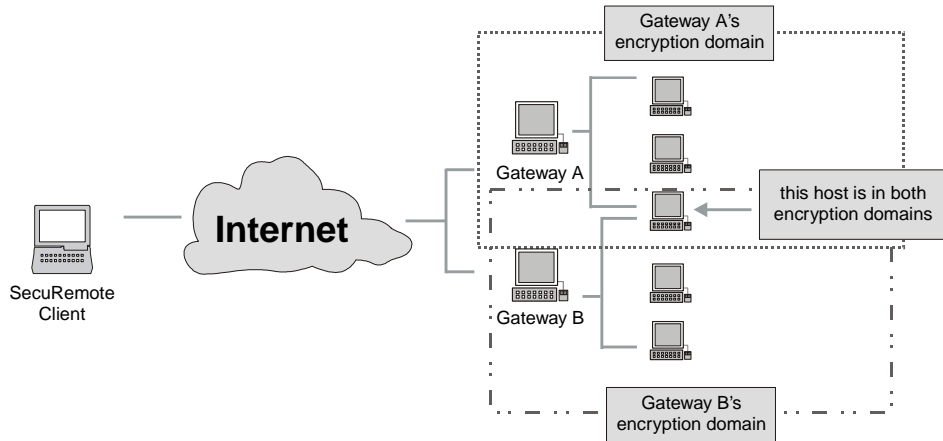 Gateway A's
encryption domain
Gateway A
this host is in both
encryption domains
Internet
SecuRemote
Client
Gateway B
Gateway B's
encryption domain